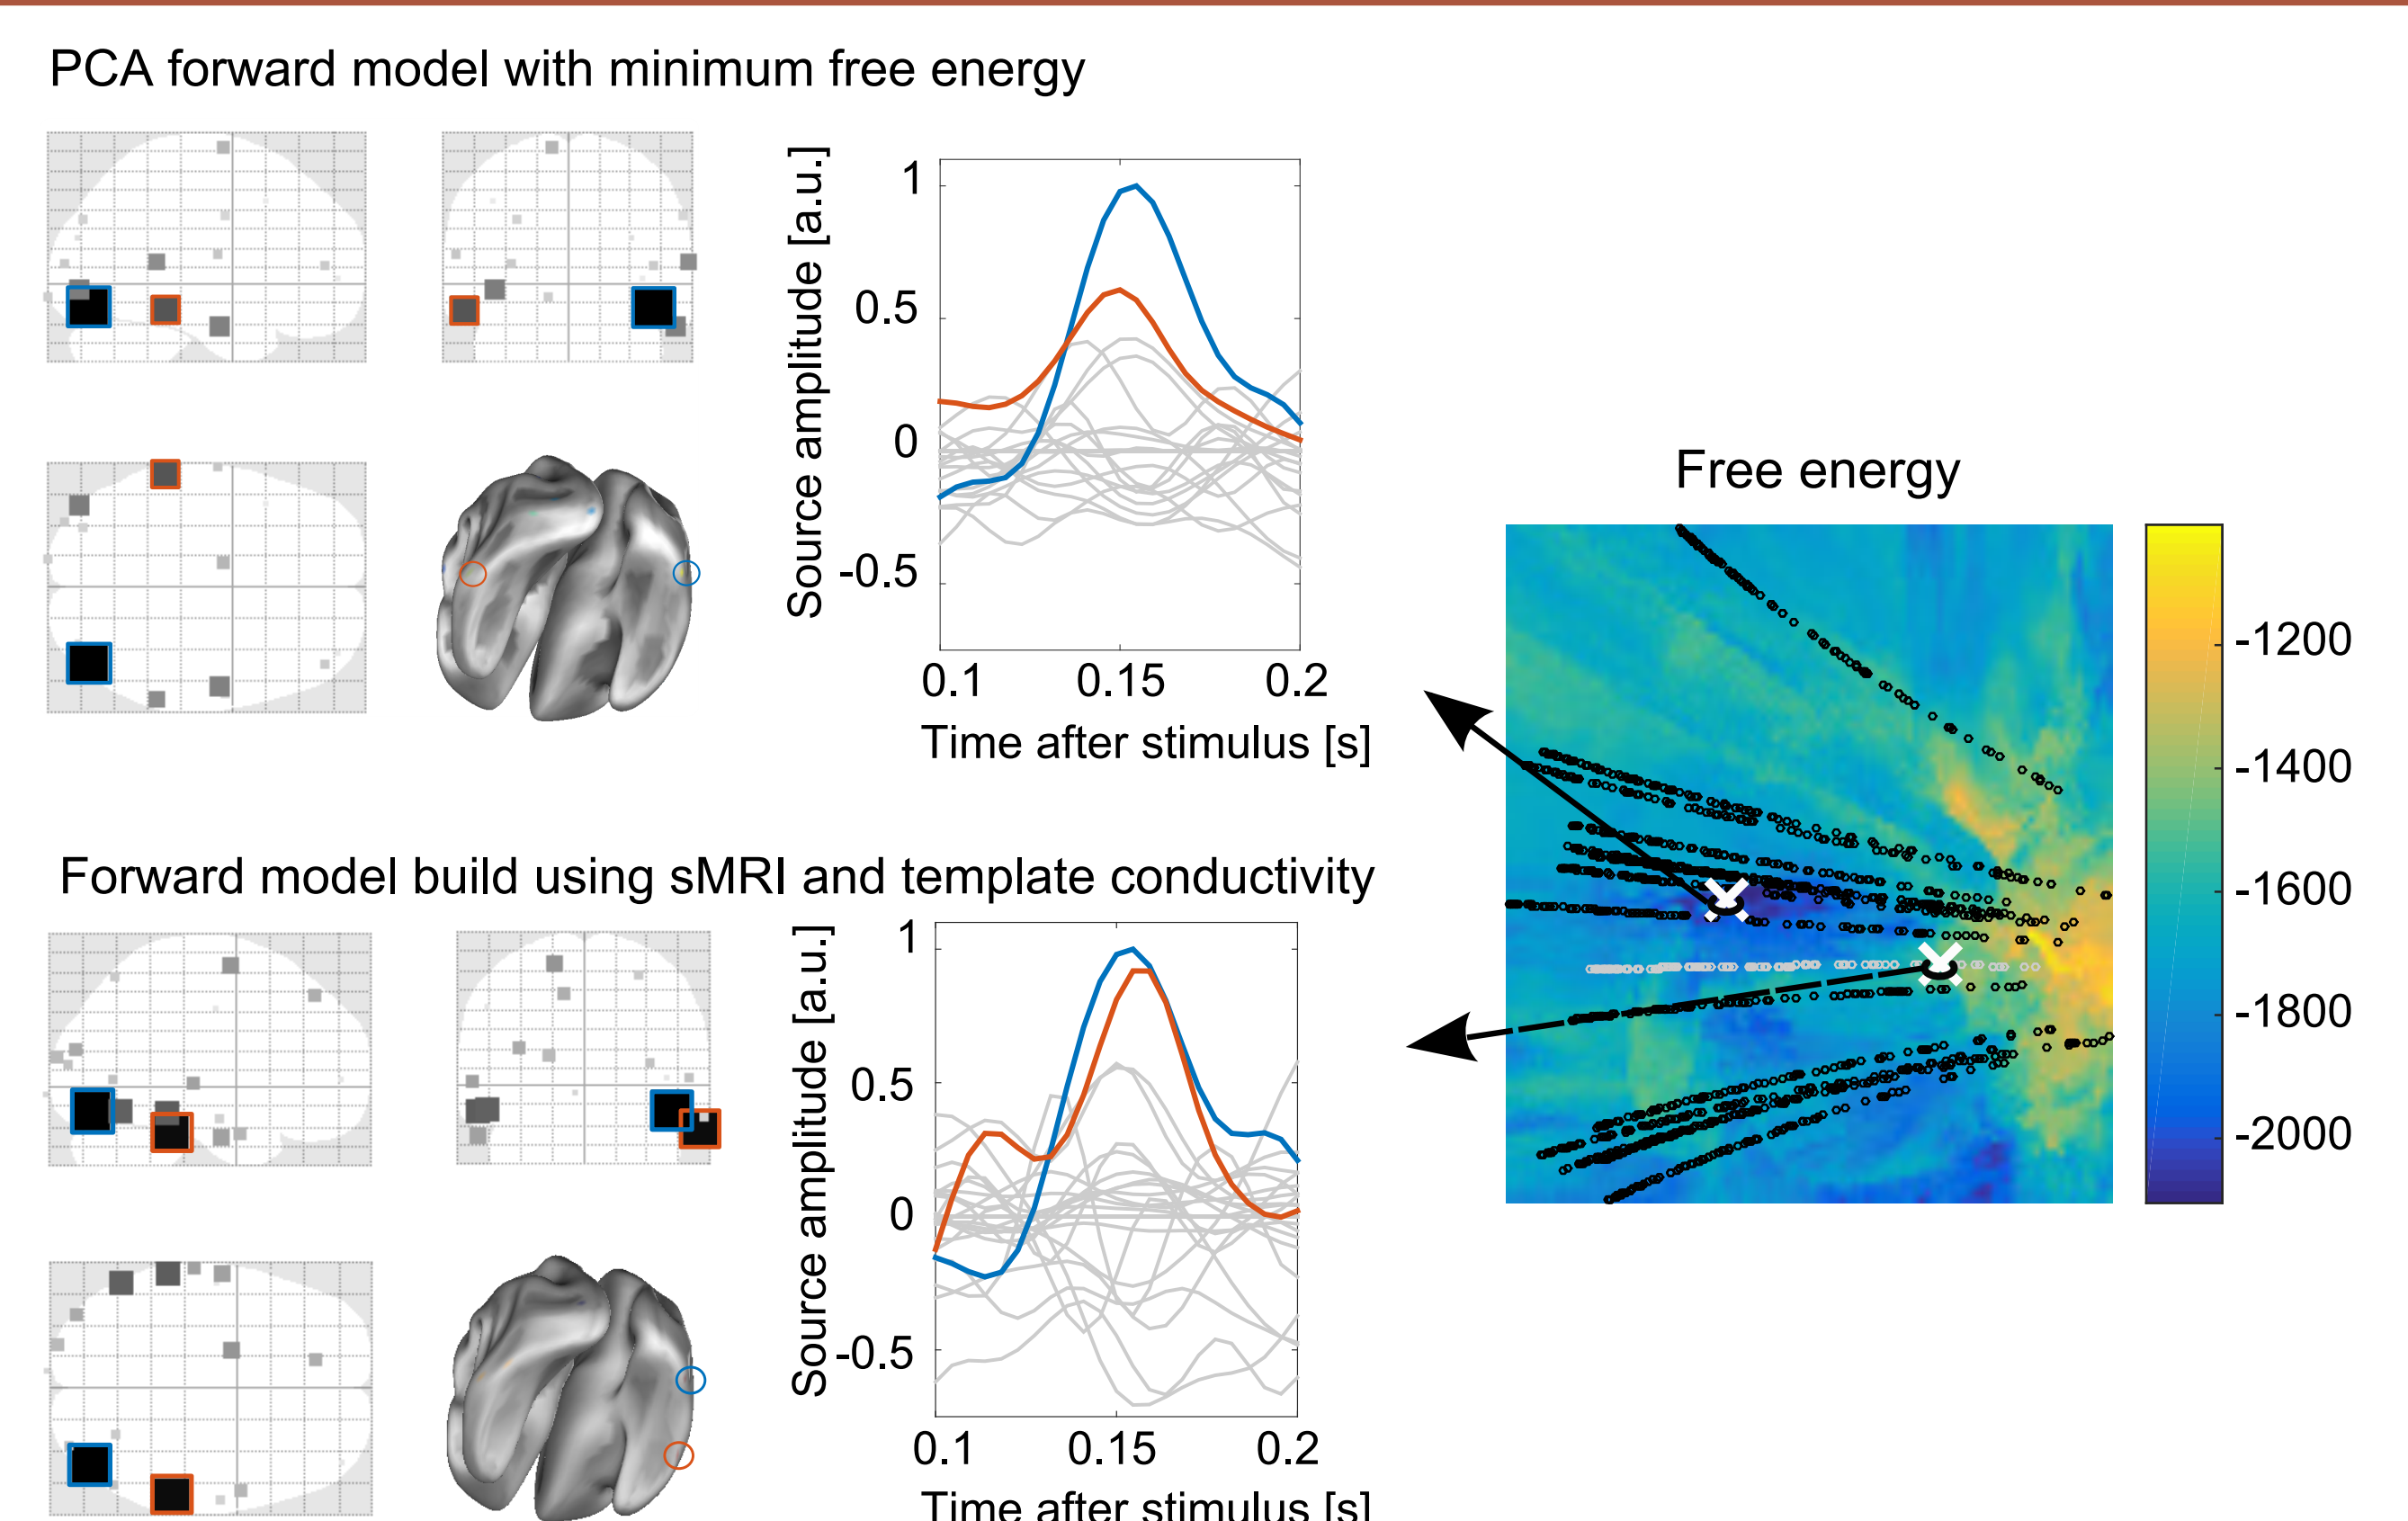 PCA forward model with minimum free energy
Source amplitude [a.u.]
1
0.5
0
-0.5
0.1 0.15 0.2
Time after stimulus [s]
Free energy
-1200
-1400
-1600
-1800
-2000
Forward model build using sMRI and template conductivity
Source amplitude [a.u.]
1
0.5
0
-0.5
0.1 0.15 0.2
Time after stimulus [s]